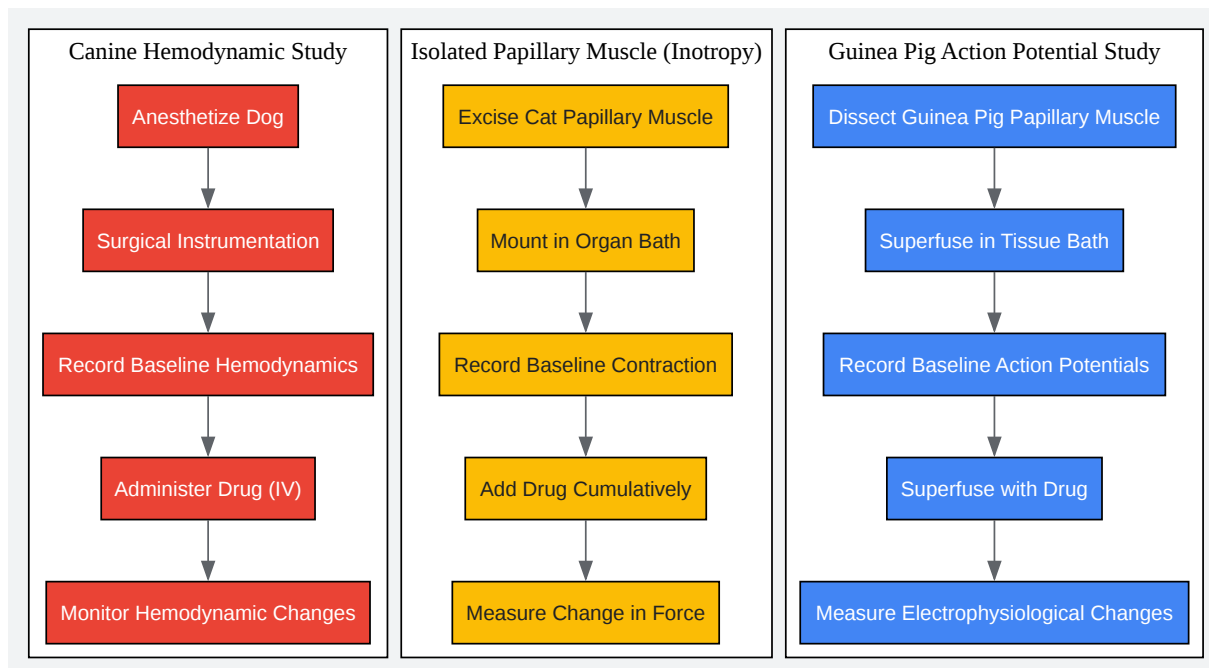 Canine Hemodynamic Study
Anesthetize Dog
Surgical Instrumentation
Record Baseline Hemodynamics
Administer Drug (IV)
Monitor Hemodynamic Changes
Isolated Papillary Muscle (Inotropy)
Excise Cat Papillary Muscle
Mount in Organ Bath
Record Baseline Contraction
Add Drug Cumulatively
Measure Change in Force
Guinea Pig Action Potential Study
Dissect Guinea Pig Papillary Muscle
Superfuse in Tissue Bath
Record Baseline Action Potentials
Superfuse with Drug
Measure Electrophysiological Changes